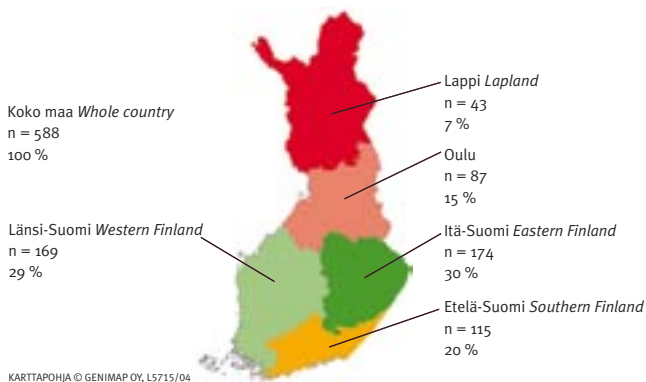 Koko maa Whole country
n = 588
100 %
Länsi-Suomi Western Finland
n = 169
29 %
Lappi Lapland
n = 43
7 %
Oulu
n = 87
15 %
Itä-Suomi Eastern Finland
n = 174
30 %
Etelä-Suomi Southern Finland
n = 115
20 %
KARTTAPOHJA © GENIMAP OY, L5715/04